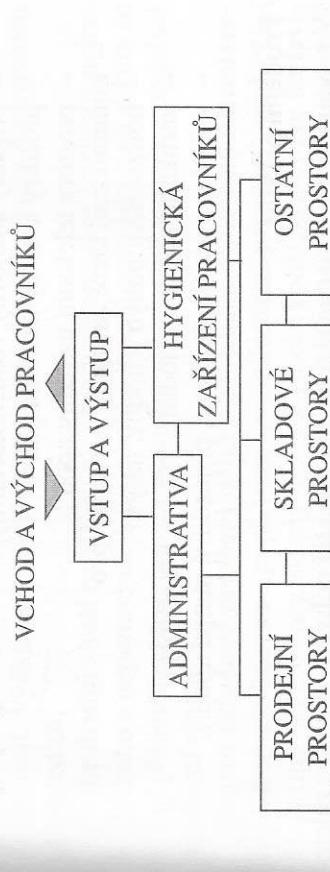 VCHOD A VÝCHOD PRACOVNÍKŮ
VSTUP A VÝSTUP
ADMINISTRATIVA
HYGIENICKÁ
ZAŘÍZENÍ PRACOVNÍKŮ
PRODEJNÍ
PROSTORY
SKLADOVÉ
PROSTORY
OSTATNÍ
PROSTORY